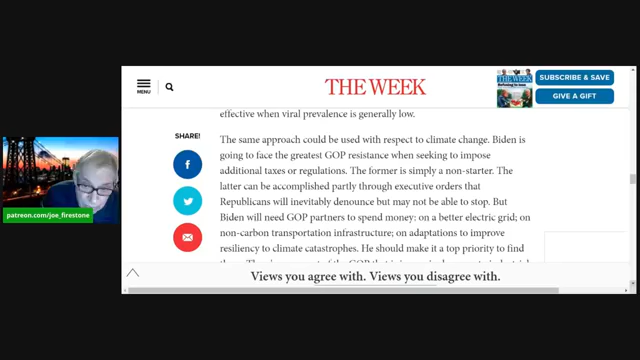 MENU
THE WEEK
THE WEEK
SUBSCRIBE & SAVE
GIVE A GIFT
effective when viral prevalence is generally low.
SHARE!
The same approach could be used with respect to climate change. Biden is
going to face the greatest GOP resistance when seeking to impose
additional taxes or regulations. The former is simply a non-starter. The
latter can be accomplished partly through executive orders that
Republicans will inevitably denounce but may not be able to stop. But
Biden will need GOP partners to spend money: on a better electric grid; on
non-carbon transportation infrastructure; on adaptations to improve
resiliency to climate catastrophes. He should make it a top priority to find
patreon.com/joe_firestone
Views you agree with. Views you disagree with.